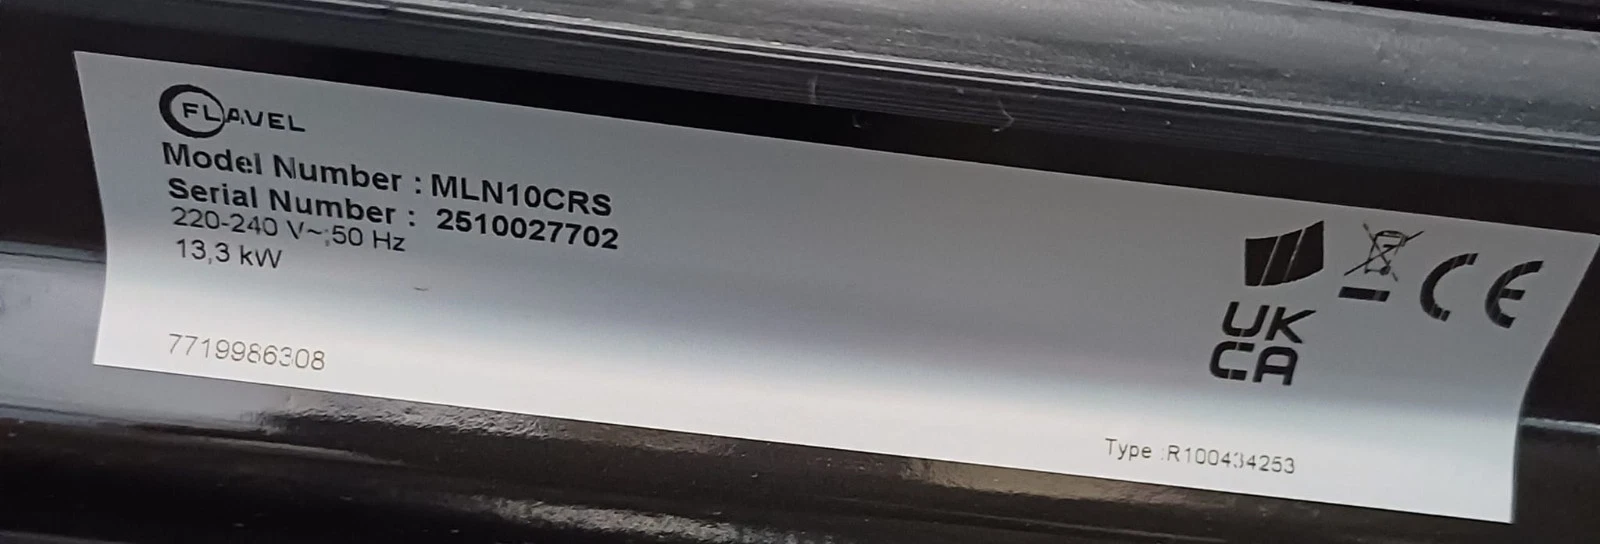 FLAVEL
Model Number : MLN10CRS
Serial Number : 2510027702
220-240 V~;50 Hz
13,3 kW
7719986308
UK
CA
CE
Type :R100434253